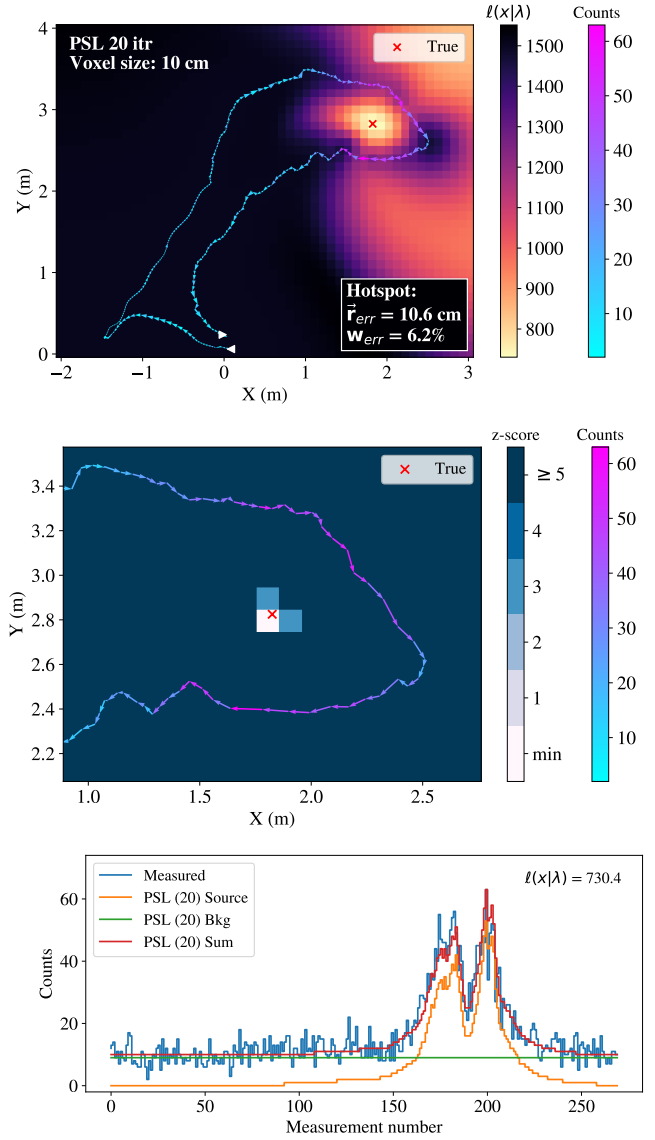 ℓ(x|λ)
Counts
PSL 20 itr
Voxel size: 10 cm
True
4
3
2
1
0
Y (m)
−2
−1
0
1
2
3
X (m)
Hotspot:
r⃗err = 10.6 cm
werr = 6.2%
1500
1400
1300
1200
1100
1000
900
800
60
50
40
30
20
10
z-score
Counts
True
3.4
3.2
3.0
2.8
2.6
2.4
2.2
Y (m)
1.0
1.5
2.0
2.5
X (m)
≥ 5
4
3
2
1
min
60
50
40
30
20
10
Measured
PSL (20) Source
PSL (20) Bkg
PSL (20) Sum
ℓ(x|λ) = 730.4
60
40
20
0
Counts
0
50
100
150
200
250
Measurement number